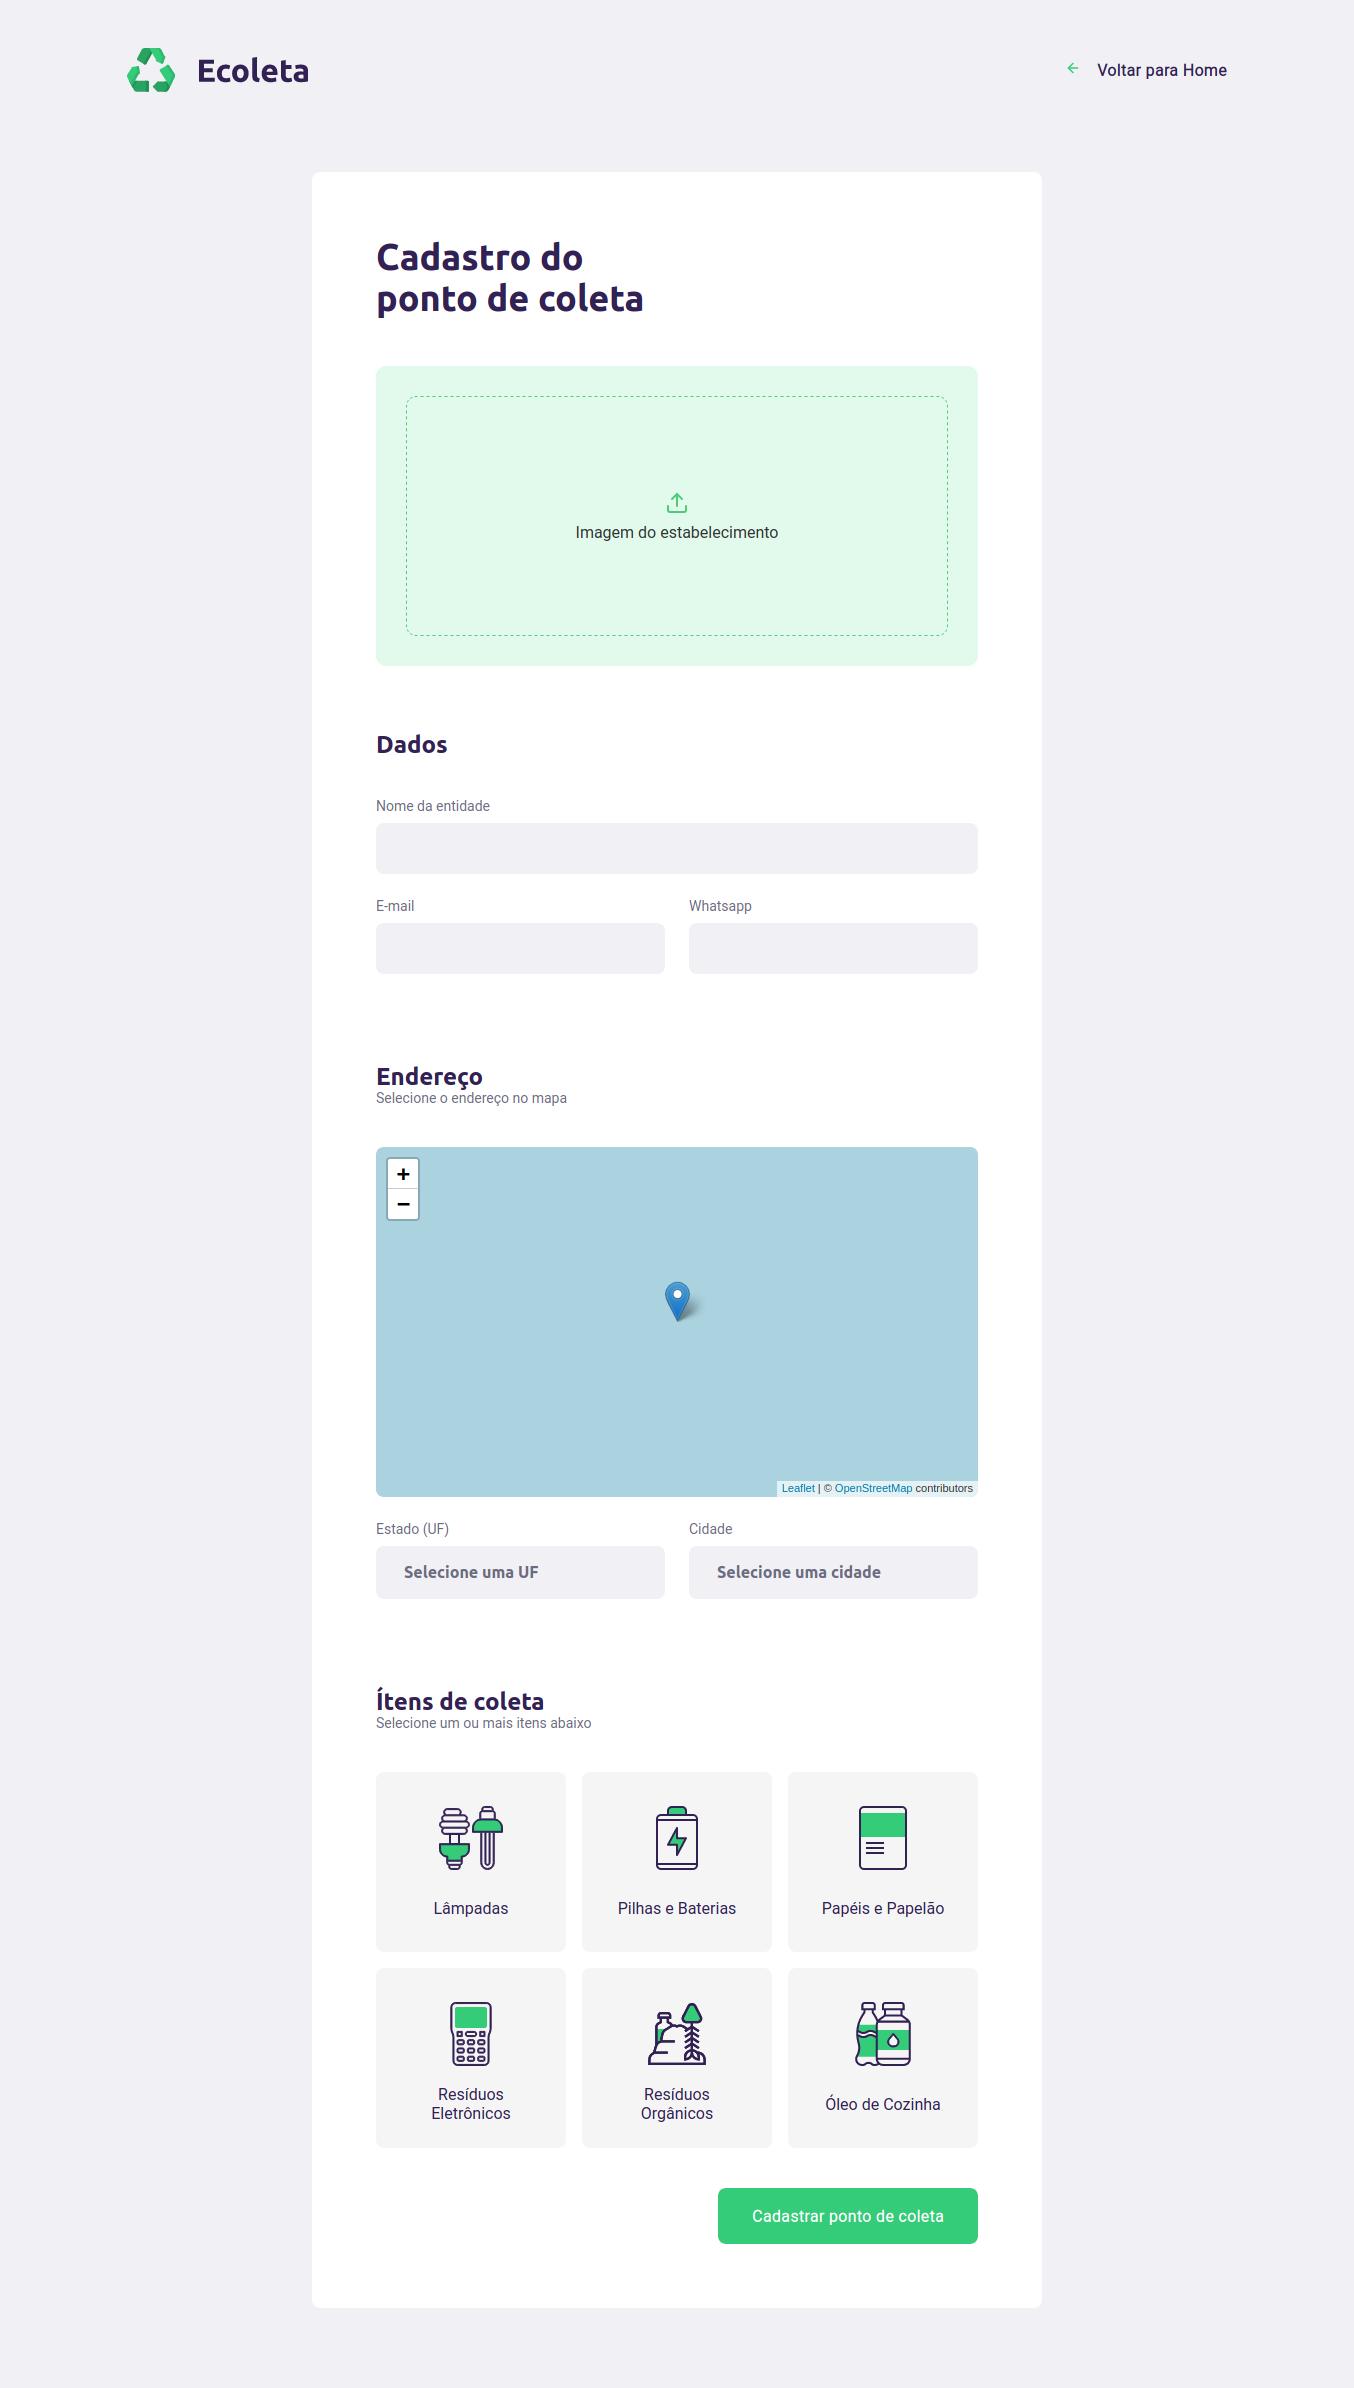 Ecoleta
Voltar para Home
Cadastro do
ponto de coleta
Imagem do estabelecimento
Dados
Nome da entidade
E-mail
Whatsapp
Endereço
Selecione o endereço no mapa
+
−
Leaflet | © OpenStreetMap contributors
Estado (UF)
Cidade
Selecione uma UF
Selecione uma cidade
Ítens de coleta
Selecione um ou mais itens abaixo
Lâmpadas
Pilhas e Baterias
Papéis e Papelão
Resíduos
Eletrônicos
Resíduos
Orgânicos
Óleo de Cozinha
Cadastrar ponto de coleta